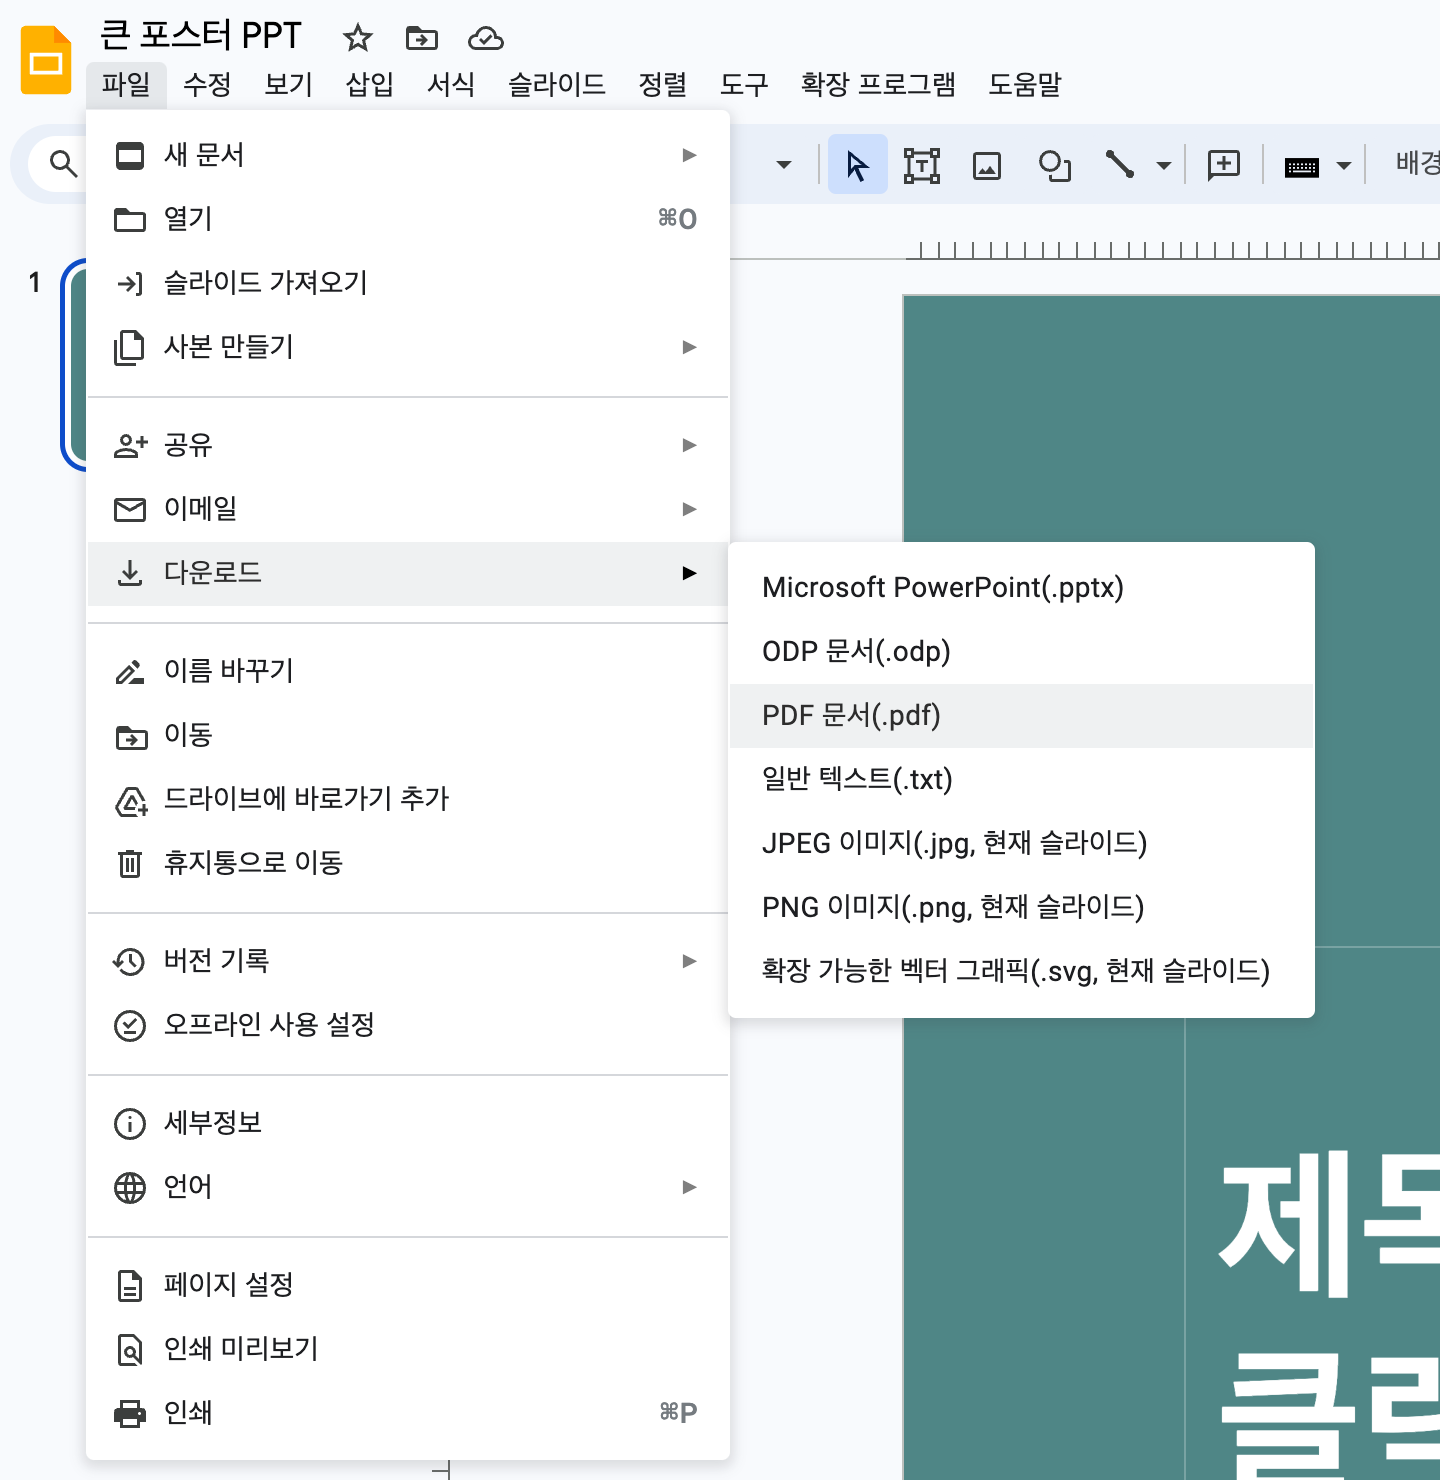 큰 포스터 PPT
파일 수정 보기 삽입 서식 슬라이드 정렬 도구 확장 프로그램 도움말
배경
새 문서
열기 ⌘O
슬라이드 가져오기
사본 만들기
공유
이메일
다운로드
이름 바꾸기
이동
드라이브에 바로가기 추가
휴지통으로 이동
버전 기록
오프라인 사용 설정
세부정보
언어
페이지 설정
인쇄 미리보기
인쇄 ⌘P
Microsoft PowerPoint(.pptx)
ODP 문서(.odp)
PDF 문서(.pdf)
일반 텍스트(.txt)
JPEG 이미지(.jpg, 현재 슬라이드)
PNG 이미지(.png, 현재 슬라이드)
확장 가능한 벡터 그래픽(.svg, 현재 슬라이드)
1
제목
클릭